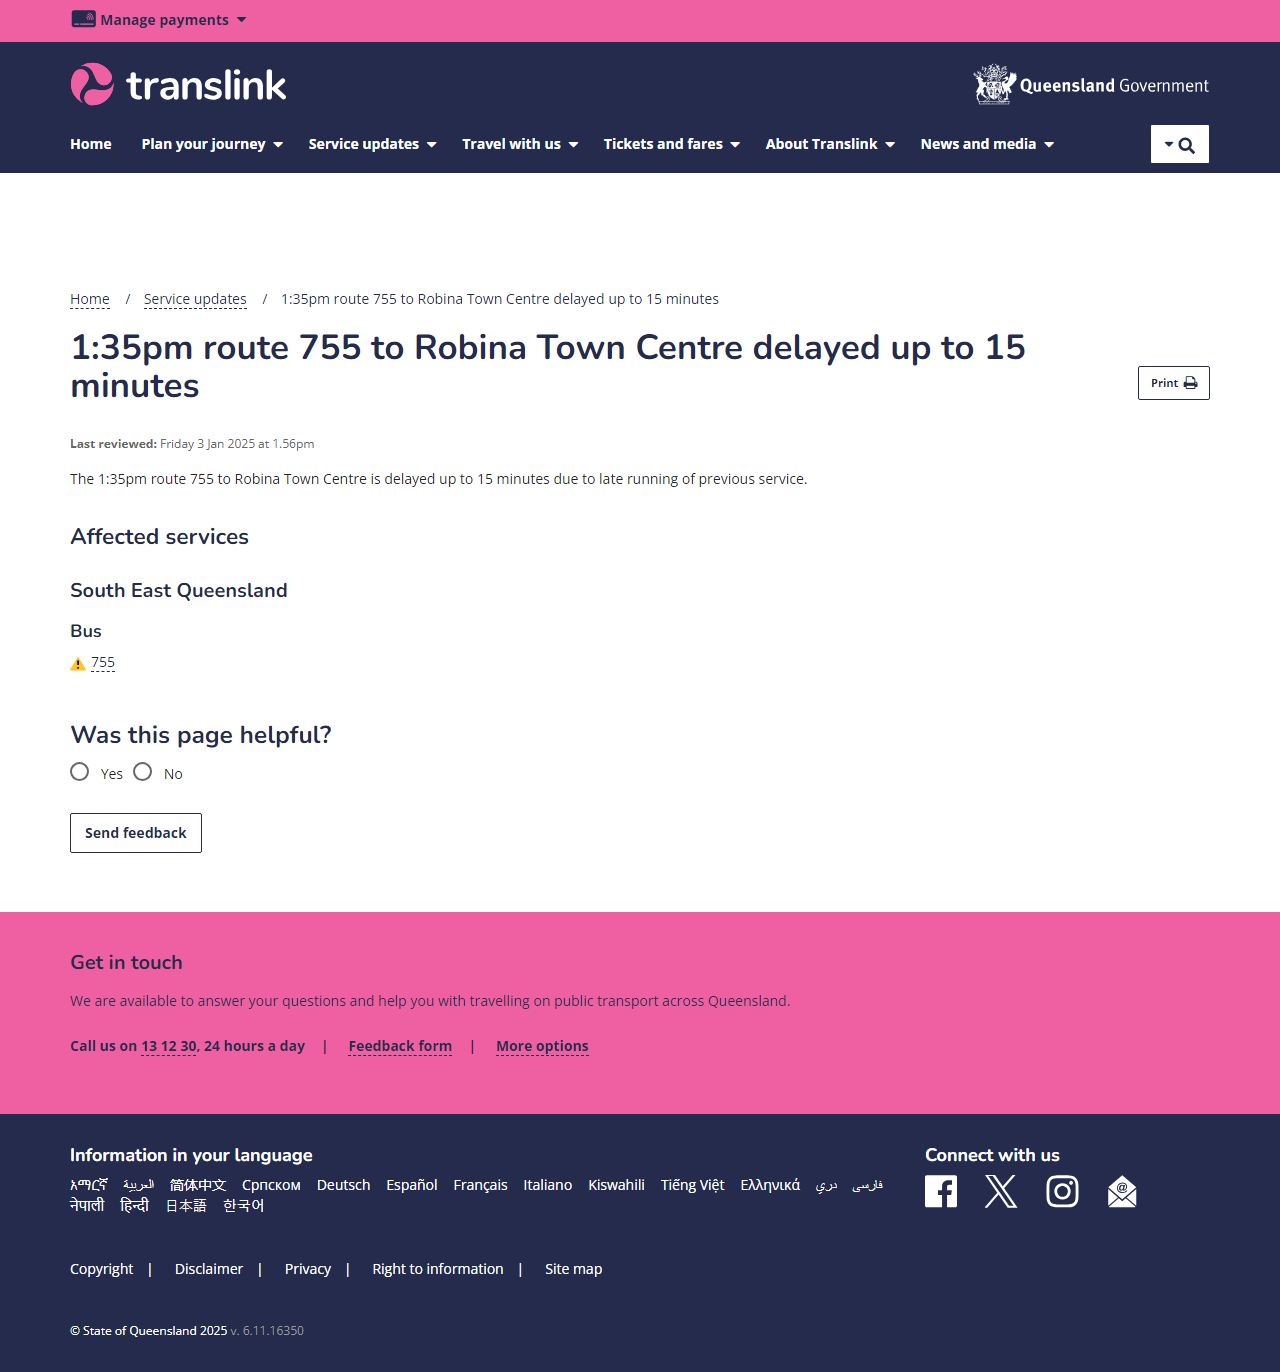 Manage payments
translink
Queensland Government
Home Plan your journey Service updates Travel with us Tickets and fares About Translink News and media
Home / Service updates / 1:35pm route 755 to Robina Town Centre delayed up to 15 minutes
1:35pm route 755 to Robina Town Centre delayed up to 15
minutes
Print
Last reviewed: Friday 3 Jan 2025 at 1.56pm
The 1:35pm route 755 to Robina Town Centre is delayed up to 15 minutes due to late running of previous service.
Affected services
South East Queensland
Bus
755
Was this page helpful?
Yes No
Send feedback
Get in touch
We are available to answer your questions and help you with travelling on public transport across Queensland.
Call us on 13 12 30, 24 hours a day | Feedback form | More options
Information in your language
አማርኛ العربية 简体中文 Српском Deutsch Español Français Italiano Kiswahili Tiếng Việt Ελληνικά دري فارسی
नेपाली हिन्दी 日本語 한국어
Connect with us
Copyright | Disclaimer | Privacy | Right to information | Site map
© State of Queensland 2025 v. 6.11.16350